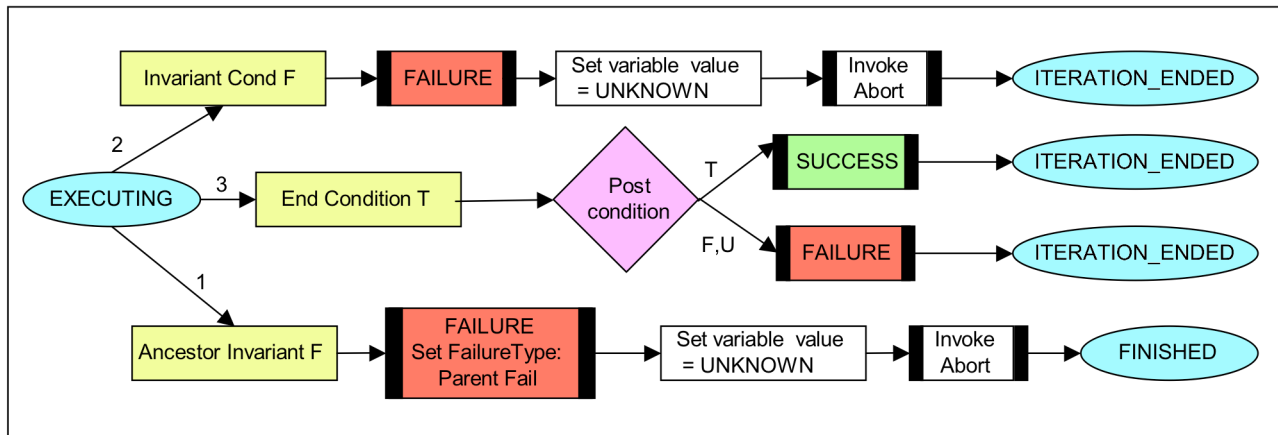 Invariant Cond F
FAILURE
Set variable value
= UNKNOWN
Invoke
Abort
ITERATION_ENDED
2
EXECUTING
3
End Condition T
Post
condition
T
SUCCESS
ITERATION_ENDED
F,U
FAILURE
ITERATION_ENDED
1
Ancestor Invariant F
FAILURE
Set FailureType:
Parent Fail
Set variable value
= UNKNOWN
Invoke
Abort
FINISHED